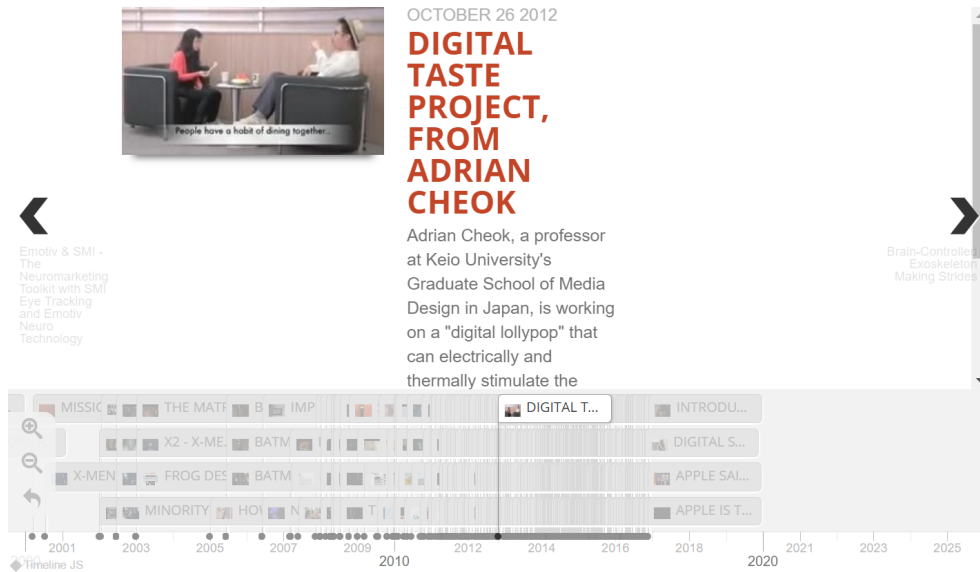 OCTOBER 26 2012
DIGITAL
TASTE
PROJECT,
FROM
ADRIAN
CHEOK
People have a habit of dining together..
Adrian Cheok, a professor
at Keio University's
Graduate School of Media
Design in Japan, is working
on a "digital lollypop" that
can electrically and
thermally stimulate the
Emotiv & SMI -
The
Neuromarketing
Toolkit with SMI
Eye Tracking
and Emotiv
Neuro
Technology
Brain-Controlled
Exoskeleton
Making Strides
MISSIC THE MATR B IMP DIGITAL T... INTRODU...
X2 - X-ME. BATM DIGITAL S...
X-MEN FROG DES BATM APPLE SAI...
MINORITY HOW N T APPLE IS T...
2001 2003 2005 2007 2009 2012 2014 2016 2018 2021 2023 2025
2000 2010 2020
Timeline JS